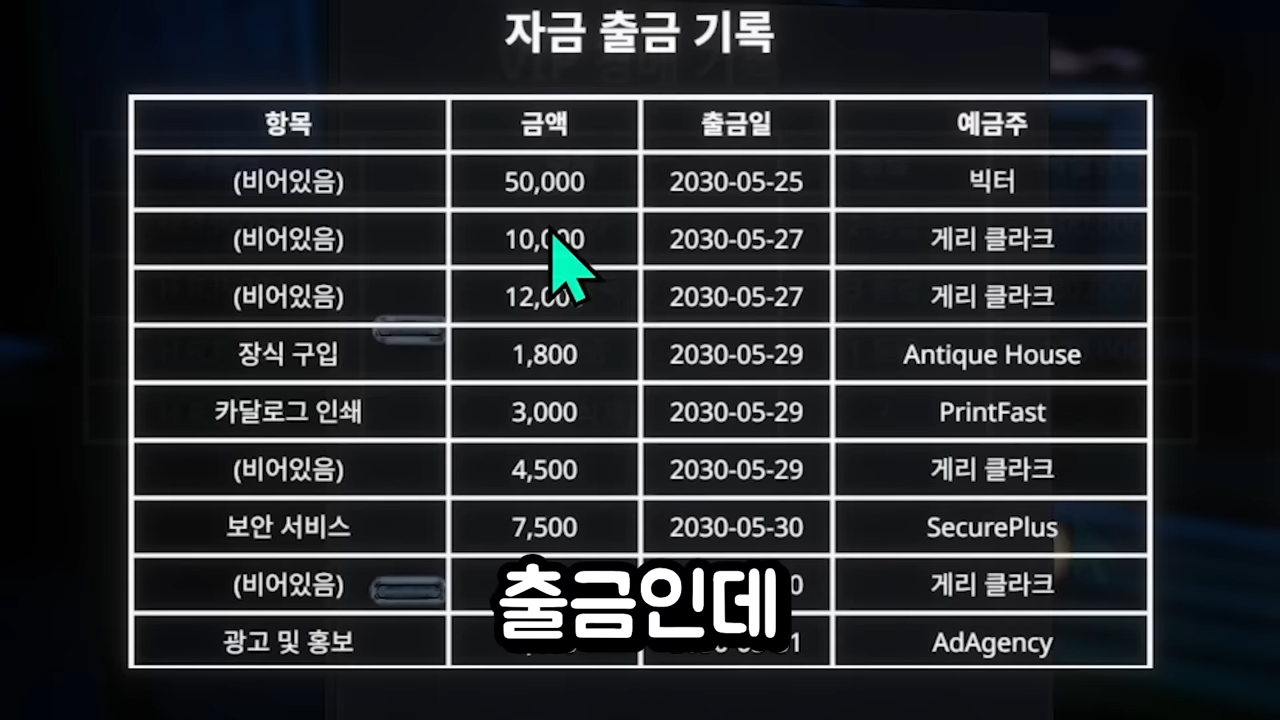 자금 출금 기록
항목 금액 출금일 예금주
(비어있음) 50,000 2030-05-25 빅터
(비어있음) 10,000 2030-05-27 게리 클라크
(비어있음) 2030-05-27 게리 클라크
장식 구입 1,800 2030-05-29 Antique House
카달로그 인쇄 3,000 2030-05-29 PrintFast
(비어있음) 4,500 2030-05-29 게리 클라크
보안 서비스 7,500 2030-05-30 SecurePlus
(비어있음) 게리 클라크
광고 및 홍보 AdAgency
출금인데